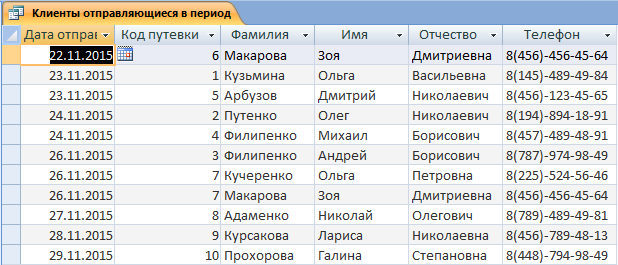 Клиенты отправляющиеся в период
Дата отправ Код путевки Фамилия Имя Отчество Телефон
22.11.2015 6 Макарова Зоя Дмитриевна 8(456)-456-45-64
23.11.2015 1 Кузьмина Ольга Васильевна 8(145)-489-49-84
23.11.2015 5 Арбузов Дмитрий Николаевич 8(456)-123-45-65
24.11.2015 2 Путенко Олег Николаевич 8(194)-894-18-91
24.11.2015 4 Филипенко Михаил Борисович 8(457)-489-48-91
26.11.2015 3 Филипенко Андрей Борисович 8(787)-974-98-49
26.11.2015 7 Кучеренко Ольга Петровна 8(225)-524-56-46
26.11.2015 7 Макарова Зоя Дмитриевна 8(456)-456-45-64
27.11.2015 8 Адаменко Николай Олегович 8(789)-489-49-81
28.11.2015 9 Курсакова Лариса Николаевна 8(456)-789-48-13
29.11.2015 10 Прохорова Галина Степановна 8(448)-794-98-49